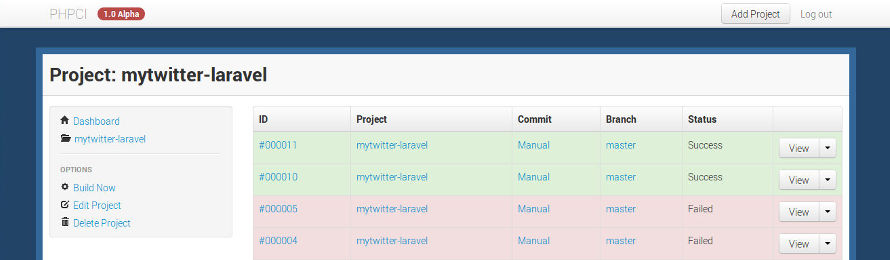 PHPCI 1.0 Alpha Add Project Log out
Project: mytwitter-laravel
Dashboard
mytwitter-laravel
OPTIONS
Build Now
Edit Project
Delete Project
ID Project Commit Branch Status
#000011 mytwitter-laravel Manual master Success View
#000010 mytwitter-laravel Manual master Success View
#000005 mytwitter-laravel Manual master Failed View
#000004 mytwitter-laravel Manual master Failed View